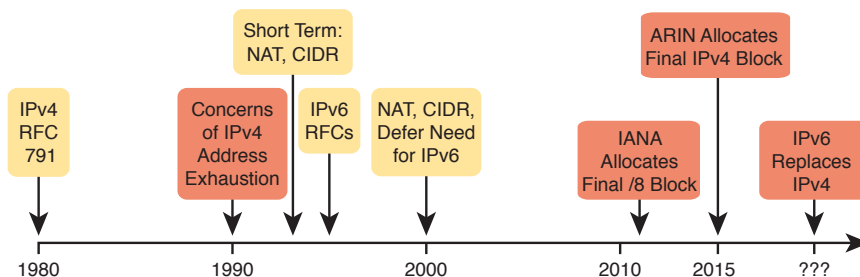 Short Term:
NAT, CIDR
ARIN Allocates
Final IPv4 Block
IPv4
RFC
791
Concerns
of IPv4
Address
Exhaustion
IPv6
RFCs
NAT, CIDR,
Defer Need
for IPv6
IANA
Allocates
Final /8 Block
IPv6
Replaces
IPv4
1980
1990
2000
2010
2015
???